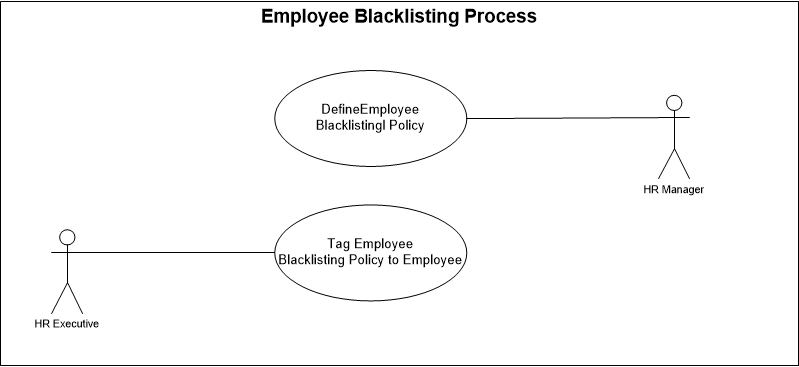 Employee Blacklisting Process
DefineEmployee
Blacklistingl Policy
HR Manager
Tag Employee
Blacklisting Policy to Employee
HR Executive